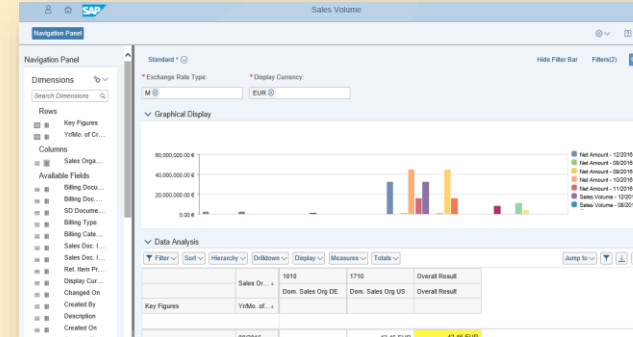 SAP
Sales Volume
Navigation Panel
Navigation Panel
Dimensions
Search Dimensions
Rows
Key Figures
Yr/Mo. of Cr...
Columns
Sales Orga...
Available Fields
Billing Docu...
Billing Doc....
SD Docume...
Billing Type
Billing Cate...
Sales Doc. I...
Sales Doc. I...
Ret. Item Pr...
Display Cur...
Changed On
Created By
Description
Created On
Standard *
Hide Filter Bar Filters(2)
*Exchange Rate Type: *Display Currency:
M EUR
Graphical Display
60,000,000.00 €
40,000,000.00 €
20,000,000.00 €
0.00 €
Net Amount - 12/2016
Net Amount - 08/2016
Net Amount - 09/2016
Net Amount - 10/2016
Net Amount - 11/2016
Sales Volume - 12/201
Sales Volume - 08/201
Data Analysis
Filter Sort Hierarchy Drilldown Display Measures Totals Jump to
Sales Or... 1010 1710 Overall Result
Dom. Sales Org DE Dom. Sales Org US Overall Result
Key Figures Yr/Mo. of...